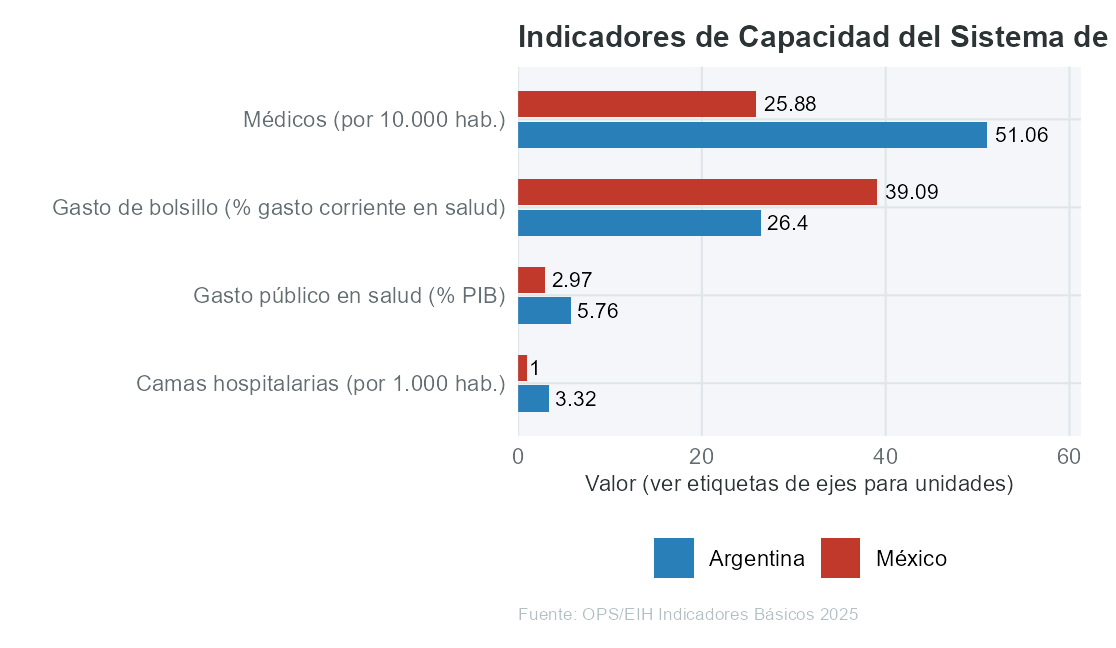 Indicadores de Capacidad del Sistema de
Médicos (por 10.000 hab.)
25.88
51.06
Gasto de bolsillo (% gasto corriente en salud)
39.09
26.4
Gasto público en salud (% PIB)
2.97
5.76
Camas hospitalarias (por 1.000 hab.)
1
3.32
0 20 40 60
Valor (ver etiquetas de ejes para unidades)
Argentina México
Fuente: OPS/EIH Indicadores Básicos 2025